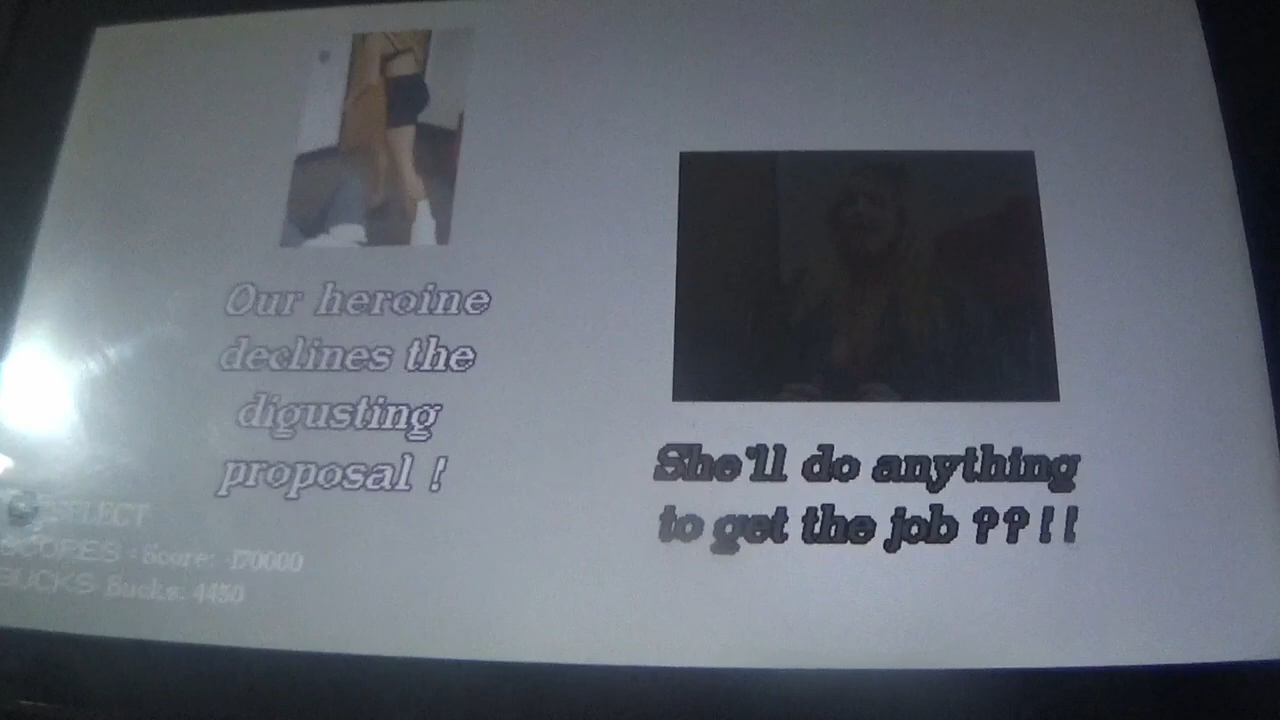 Our heroine
declines the
digusting
proposal !
She'll do anything
to get the job ??!!
SELECT
SCORES : Score: 170000
BUCKS Bucks: 4450